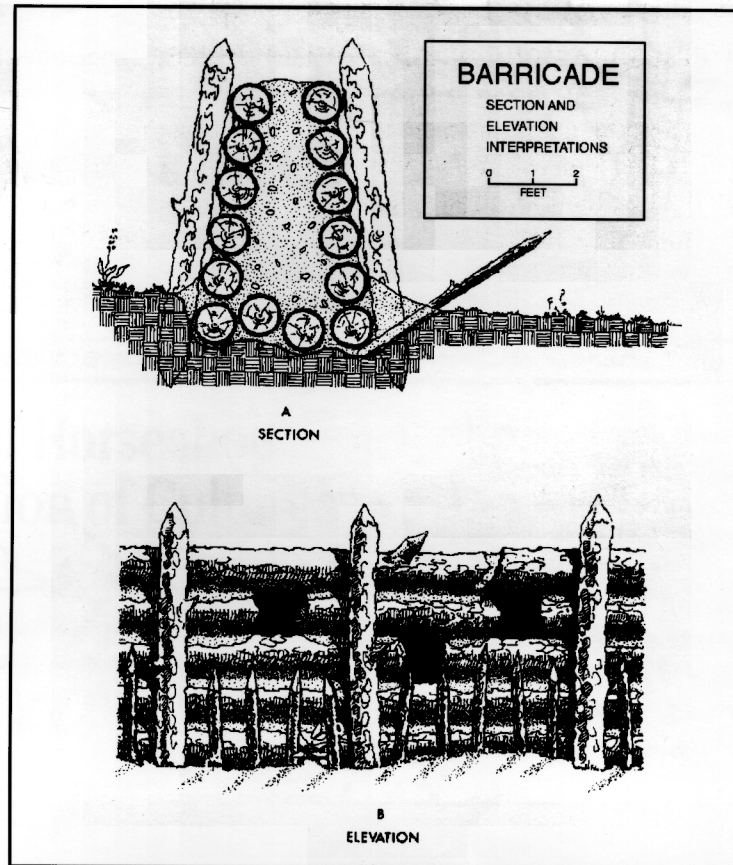 BARRICADE
SECTION AND
ELEVATION
INTERPRETATIONS
0 1 2
FEET
A
SECTION
B
ELEVATION